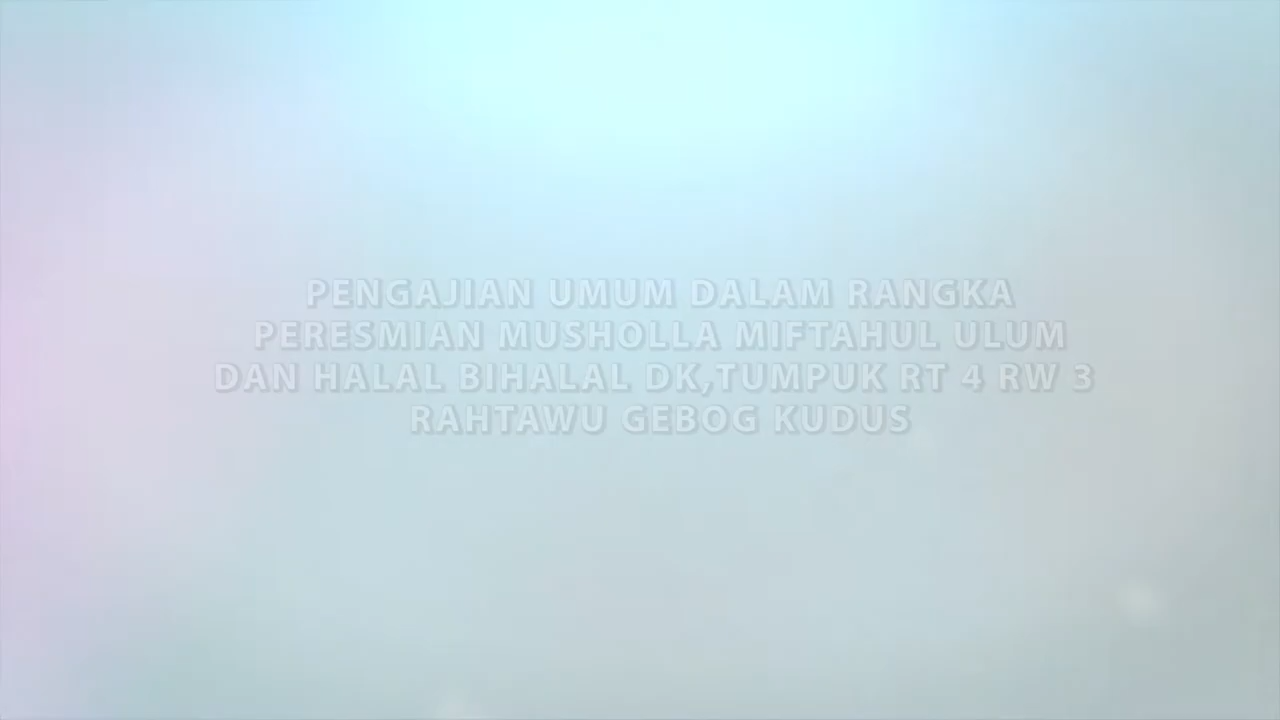 PENGAJIAN UMUM DALAM RANGKA
PERESMIAN MUSHOLLA MIFTAHUL ULUM
DAN HALAL BIHALAL DK,TUMPUK RT 4 RW 3
RAHTAWU GEBOG KUDUS